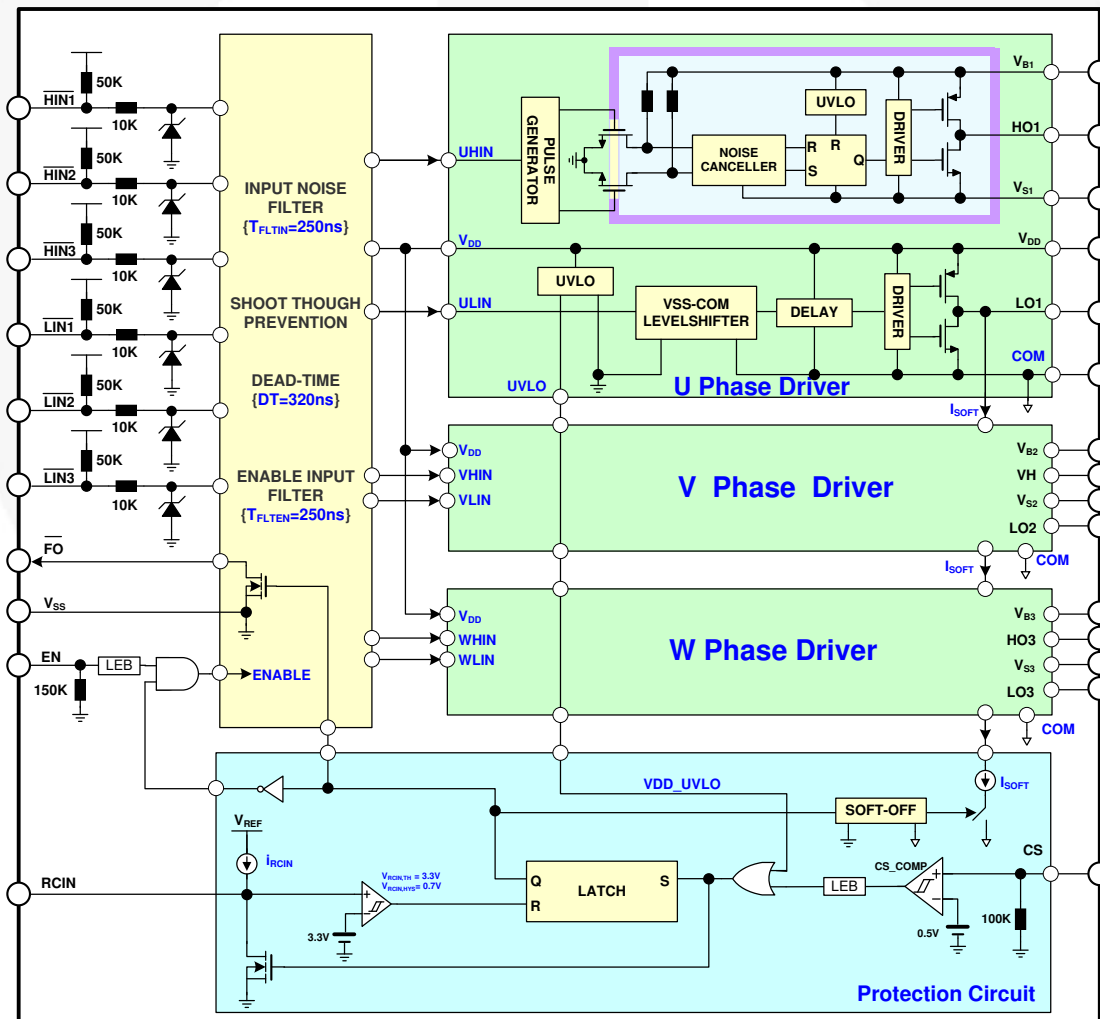 50K
HIN1
10K
50K
HIN2
10K
50K
HIN3
10K
50K
LIN1
10K
50K
LIN2
10K
50K
LIN3
10K
FO
VSS
EN
LEB
150K
ENABLE
RCIN
INPUT NOISE
FILTER
{TFLTIN=250ns}
SHOOT THOUGH
PREVENTION
DEAD-TIME
{DT=320ns}
ENABLE INPUT
FILTER
{TFLTEN=250ns}
UHIN
PULSE
GENERATOR
NOISE
CANCELLER
UVLO
R
R
S
Q
DRIVER
VB1
HO1
VS1
VDD
VDD
UVLO
ULIN
VSS-COM
LEVELSHIFTER
DELAY
DRIVER
LO1
COM
UVLO
U Phase Driver
ISOFT
VDD
VHIN
VLIN
V Phase Driver
VB2
VH
VS2
LO2
COM
ISOFT
VDD
WHIN
WLIN
W Phase Driver
VB3
HO3
VS3
LO3
COM
VDD_UVLO
ISOFT
SOFT-OFF
VREF
iRCIN
VRCIN,TH = 3.3V
VRCIN,HYS= 0.7V
+
−
3.3V
Q
R
S
LATCH
LEB
CS_COMP
+
−
0.5V
CS
100K
Protection Circuit